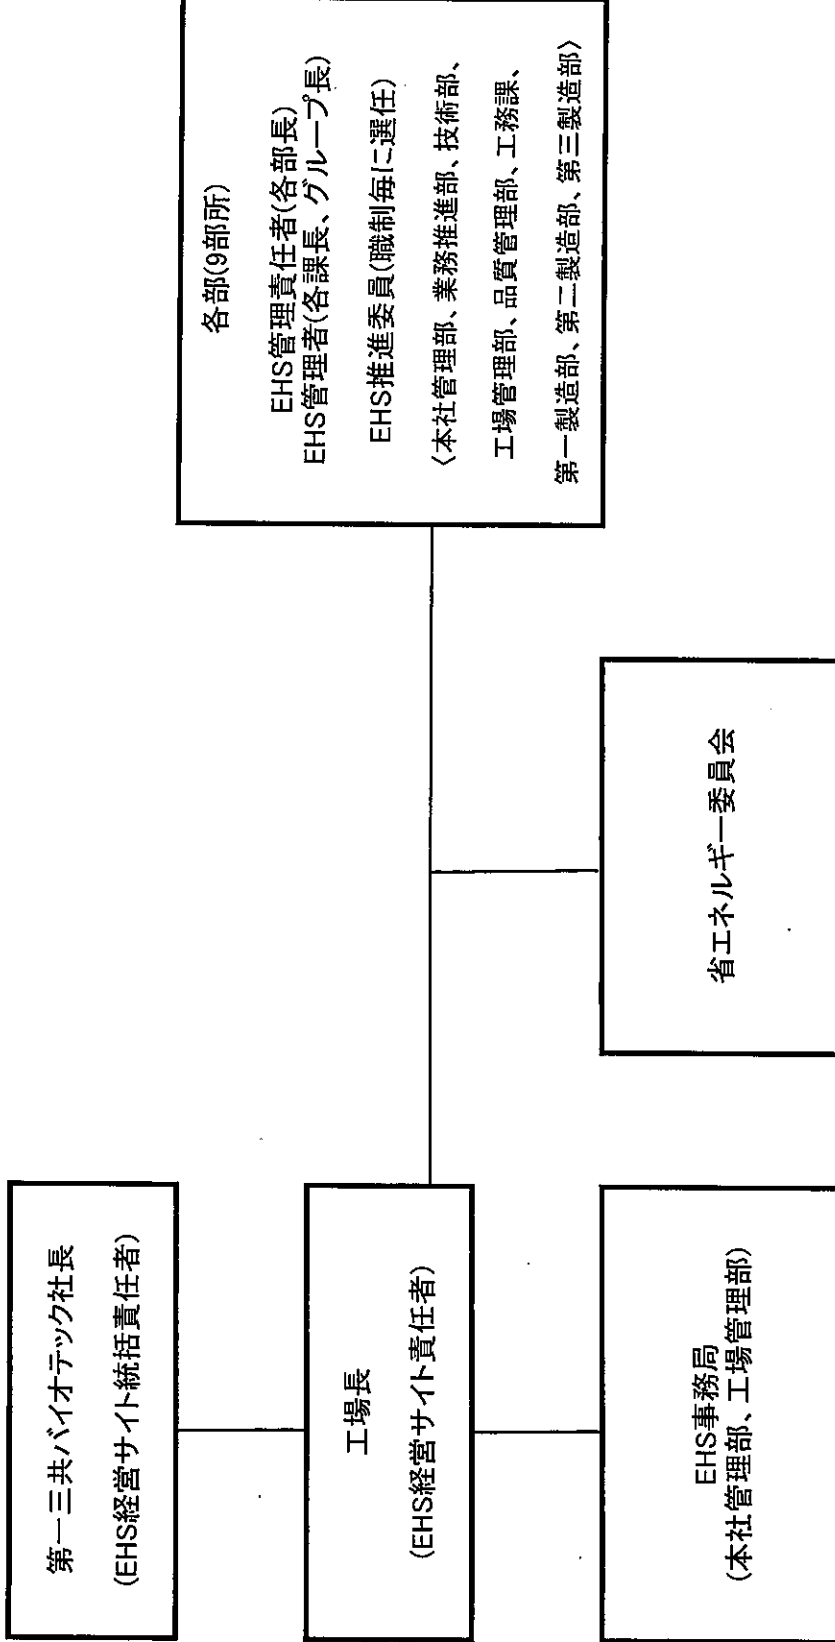 第一三共バイオテック社長
(EHS経営サイト統括責任者)
工場長
(EHS経営サイト責任者)
EHS事務局
(本社管理部、工場管理部)
省エネルギー委員会
各部(9部所)
EHS管理責任者(各部長)
EHS管理者(各課長、グループ長)
EHS推進委員(職制毎に選任)
〈本社管理部、業務推進部、技術部、
工場管理部、品質管理部、工務課、
第一製造部、第二製造部、第三製造部〉